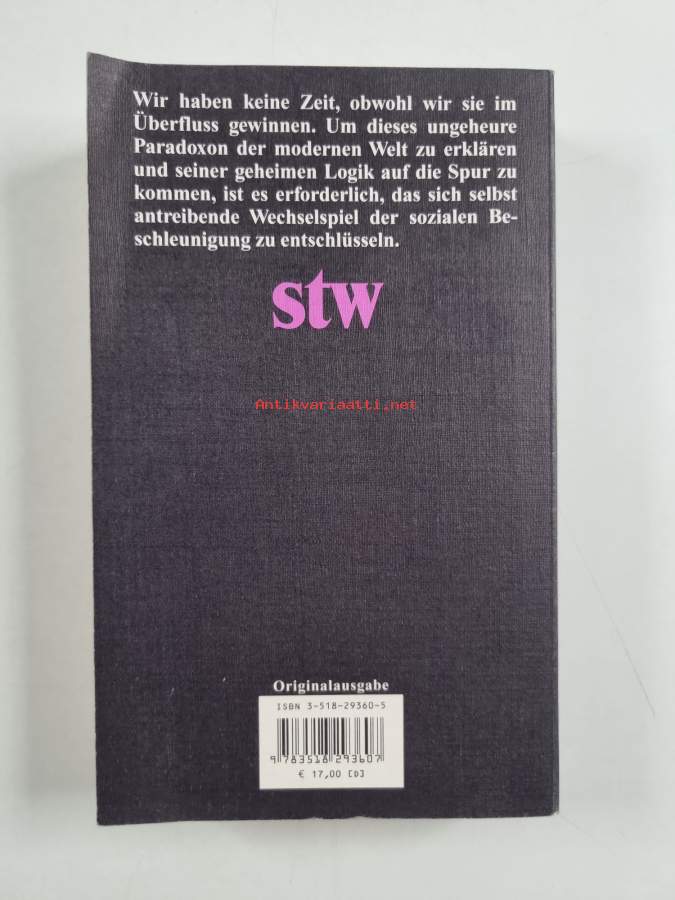 Wir haben keine Zeit, obwohl wir sie im
Überfluss gewinnen. Um dieses ungeheure
Paradoxon der modernen Welt zu erklären
und seiner geheimen Logik auf die Spur zu
kommen, ist es erforderlich, das sich selbst
antreibende Wechselspiel der sozialen Be-
schleunigung zu entschlüsseln.
stw
Antikvariaatti.net
Originalausgabe
ISBN 3-518-29360-5
9 783518 293607
€ 17,00 [D]